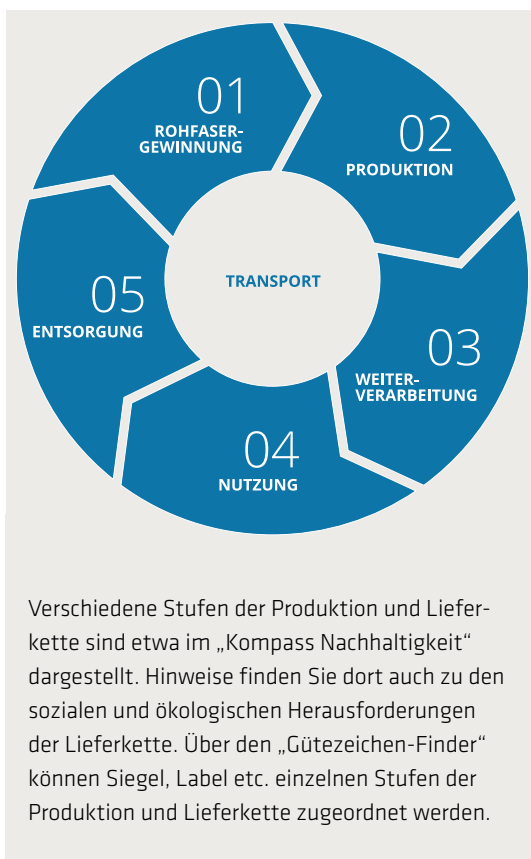 01
ROHFASER-
GEWINNUNG
02
PRODUKTION
03
WEITER-
VERARBEITUNG
04
NUTZUNG
05
ENTSORGUNG
TRANSPORT
Verschiedene Stufen der Produktion und Liefer-
kette sind etwa im „Kompass Nachhaltigkeit“
dargestellt. Hinweise finden Sie dort auch zu den
sozialen und ökologischen Herausforderungen
der Lieferkette. Über den „Gütezeichen-Finder“
können Siegel, Label etc. einzelnen Stufen der
Produktion und Lieferkette zugeordnet werden.